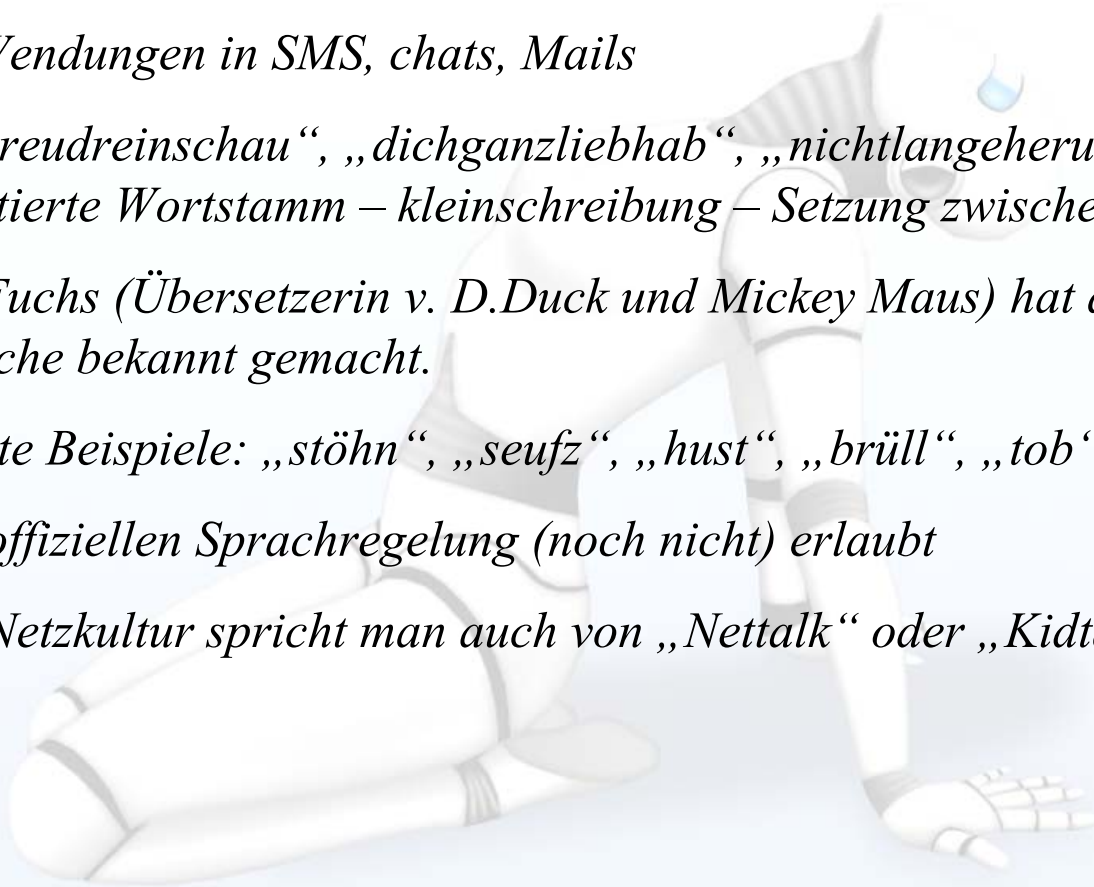 Wendungen in SMS, chats, Mails
reudreinschau“, „dichganzliebhab“, „nichtlangeheru
tierte Wortstamm – kleinschreibung – Setzung zwische
Fuchs (Übersetzerin v. D.Duck und Mickey Maus) hat
che bekannt gemacht.
te Beispiele: „stöhn“, „seufz“, „hust“, „brüll“, „tob“
offiziellen Sprachregelung (noch nicht) erlaubt
Netzkultur spricht man auch von „Nettalk“ oder „Kidt